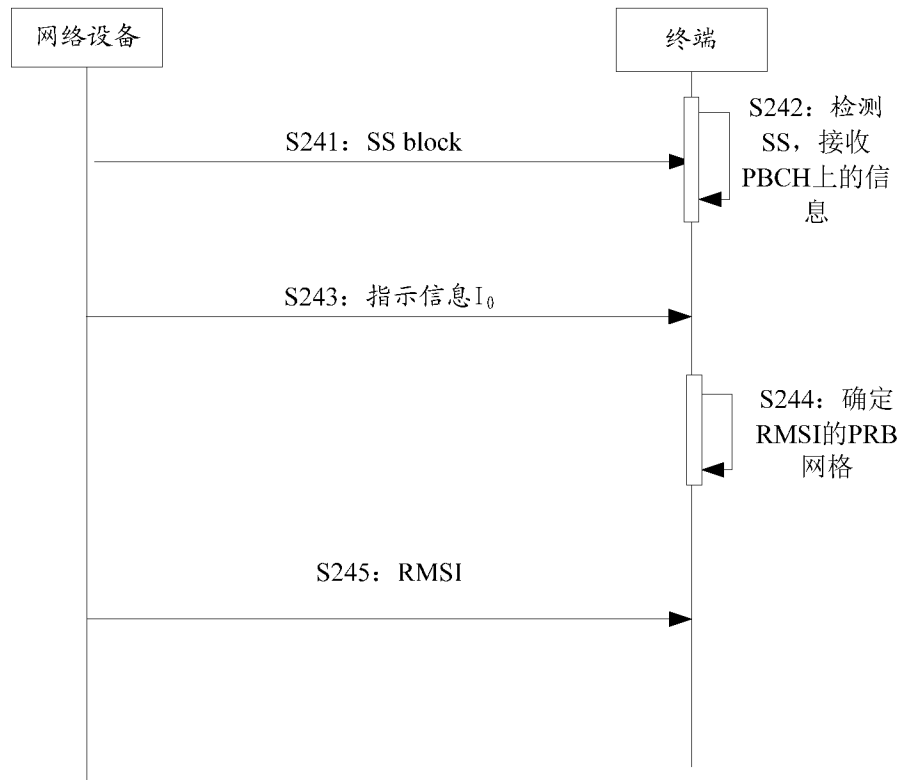 网络设备
终端
S241：SS block
S242：检测
SS，接收
PBCH上的信
息
S243：指示信息I₀
S244：确定
RMSI的PRB
网格
S245：RMSI